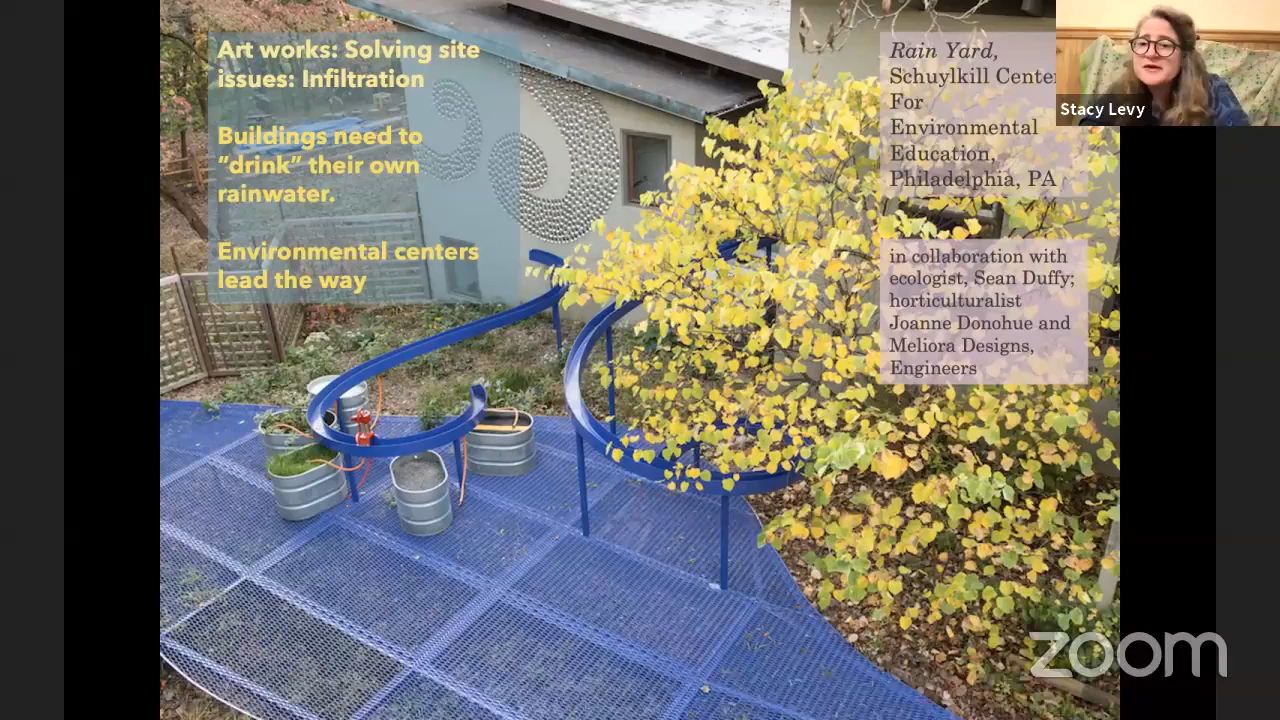 Art works: Solving site
issues: Infiltration
Buildings need to
“drink” their own
rainwater.
Environmental centers
lead the way
Rain Yard,
Schuylkill Center
For
Environmental
Education,
Philadelphia, PA
in collaboration with
ecologist, Sean Duffy;
horticulturalist
Joanne Donohue and
Meliora Designs,
Engineers
Stacy Levy
zoom